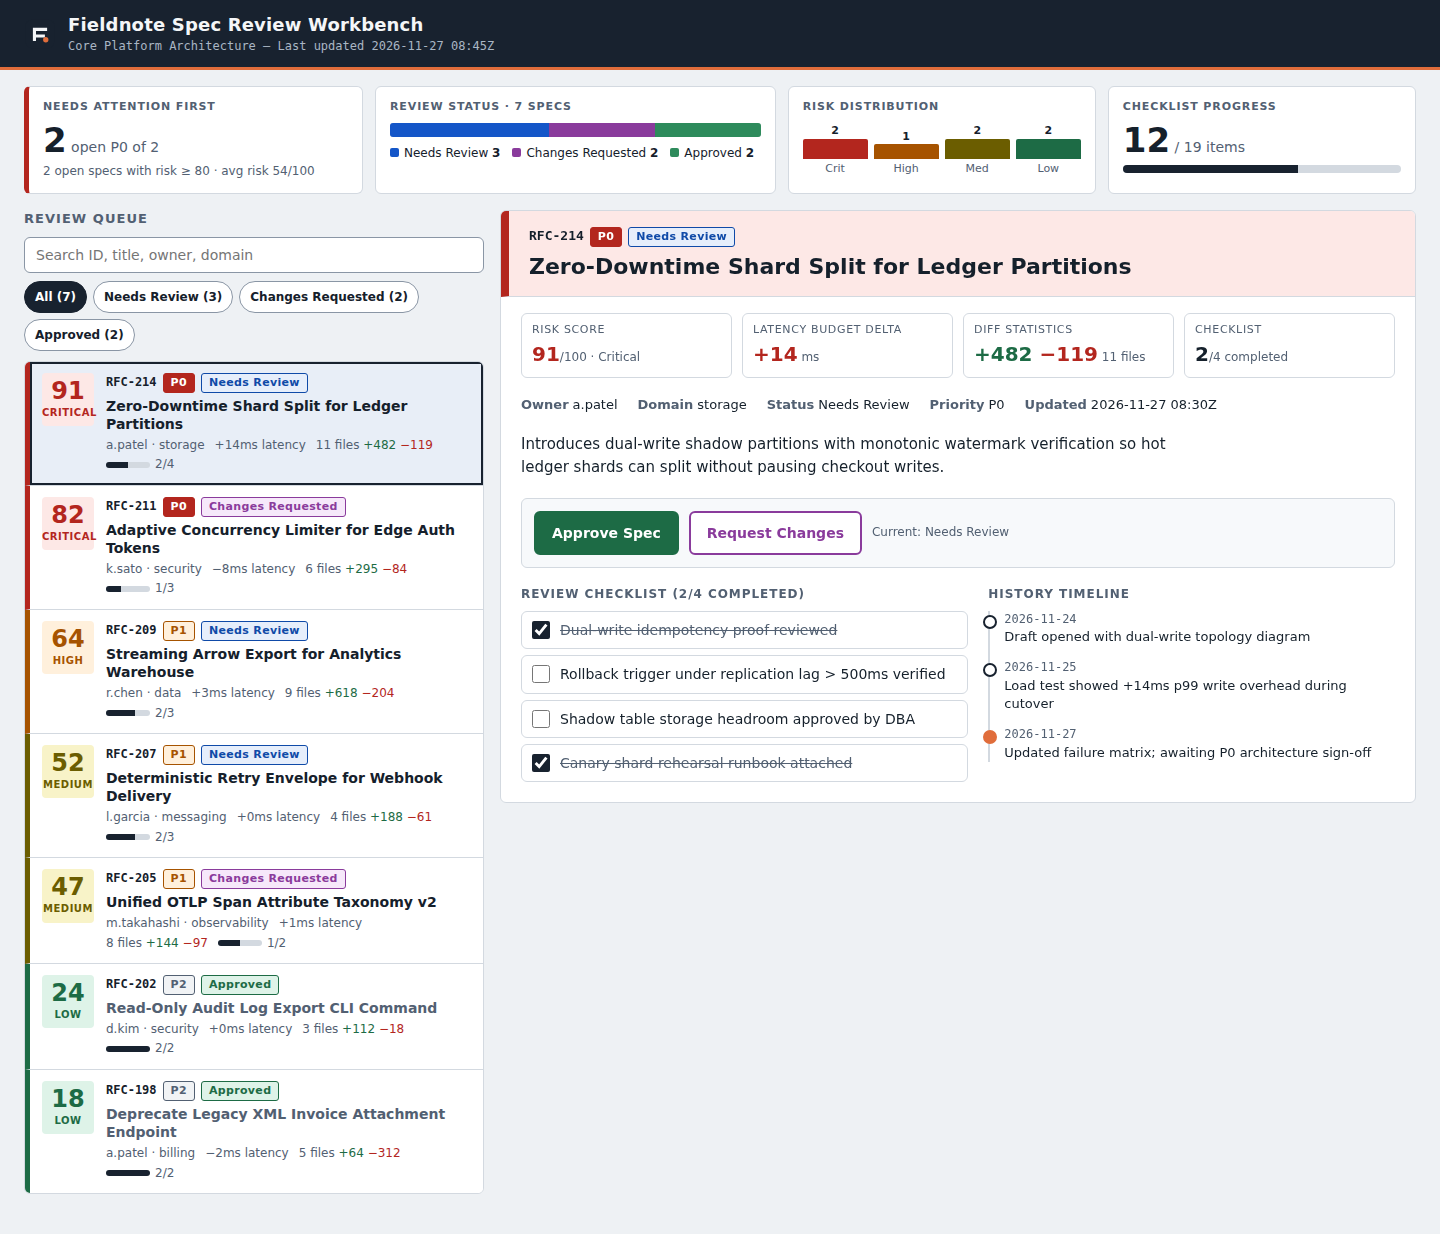 Fieldnote Spec Review Workbench
Core Platform Architecture — Last updated 2026-11-27 08:45Z
NEEDS ATTENTION FIRST
2 open P0 of 2
2 open specs with risk ≥ 80 · avg risk 54/100
REVIEW STATUS · 7 SPECS
Needs Review 3 Changes Requested 2 Approved 2
RISK DISTRIBUTION
2 1 2 2
Crit High Med Low
CHECKLIST PROGRESS
12 / 19 items
REVIEW QUEUE
Search ID, title, owner, domain
All (7) Needs Review (3) Changes Requested (2)
Approved (2)
91 CRITICAL
RFC-214 P0 Needs Review
Zero-Downtime Shard Split for Ledger
Partitions
a.patel · storage +14ms latency 11 files +482 −119
2/4
82 CRITICAL
RFC-211 P0 Changes Requested
Adaptive Concurrency Limiter for Edge Auth
Tokens
k.sato · security −8ms latency 6 files +295 −84
1/3
64 HIGH
RFC-209 P1 Needs Review
Streaming Arrow Export for Analytics
Warehouse
r.chen · data +3ms latency 9 files +618 −204
2/3
52 MEDIUM
RFC-207 P1 Needs Review
Deterministic Retry Envelope for Webhook
Delivery
l.garcia · messaging +0ms latency 4 files +188 −61
2/3
47 MEDIUM
RFC-205 P1 Changes Requested
Unified OTLP Span Attribute Taxonomy v2
m.takahashi · observability +1ms latency
8 files +144 −97 1/2
24 LOW
RFC-202 P2 Approved
Read-Only Audit Log Export CLI Command
d.kim · security +0ms latency 3 files +112 −18
2/2
18 LOW
RFC-198 P2 Approved
Deprecate Legacy XML Invoice Attachment
Endpoint
a.patel · billing −2ms latency 5 files +64 −312
2/2
RFC-214 P0 Needs Review
Zero-Downtime Shard Split for Ledger Partitions
RISK SCORE
91/100 · Critical
LATENCY BUDGET DELTA
+14 ms
DIFF STATISTICS
+482 −119 11 files
CHECKLIST
2/4 completed
Owner a.patel Domain storage Status Needs Review Priority P0 Updated 2026-11-27 08:30Z
Introduces dual-write shadow partitions with monotonic watermark verification so hot
ledger shards can split without pausing checkout writes.
Approve Spec Request Changes Current: Needs Review
REVIEW CHECKLIST (2/4 COMPLETED)
Dual-write idempotency proof reviewed
Rollback trigger under replication lag > 500ms verified
Shadow table storage headroom approved by DBA
Canary shard rehearsal runbook attached
HISTORY TIMELINE
2026-11-24
Draft opened with dual-write topology diagram
2026-11-25
Load test showed +14ms p99 write overhead during
cutover
2026-11-27
Updated failure matrix; awaiting P0 architecture sign-off